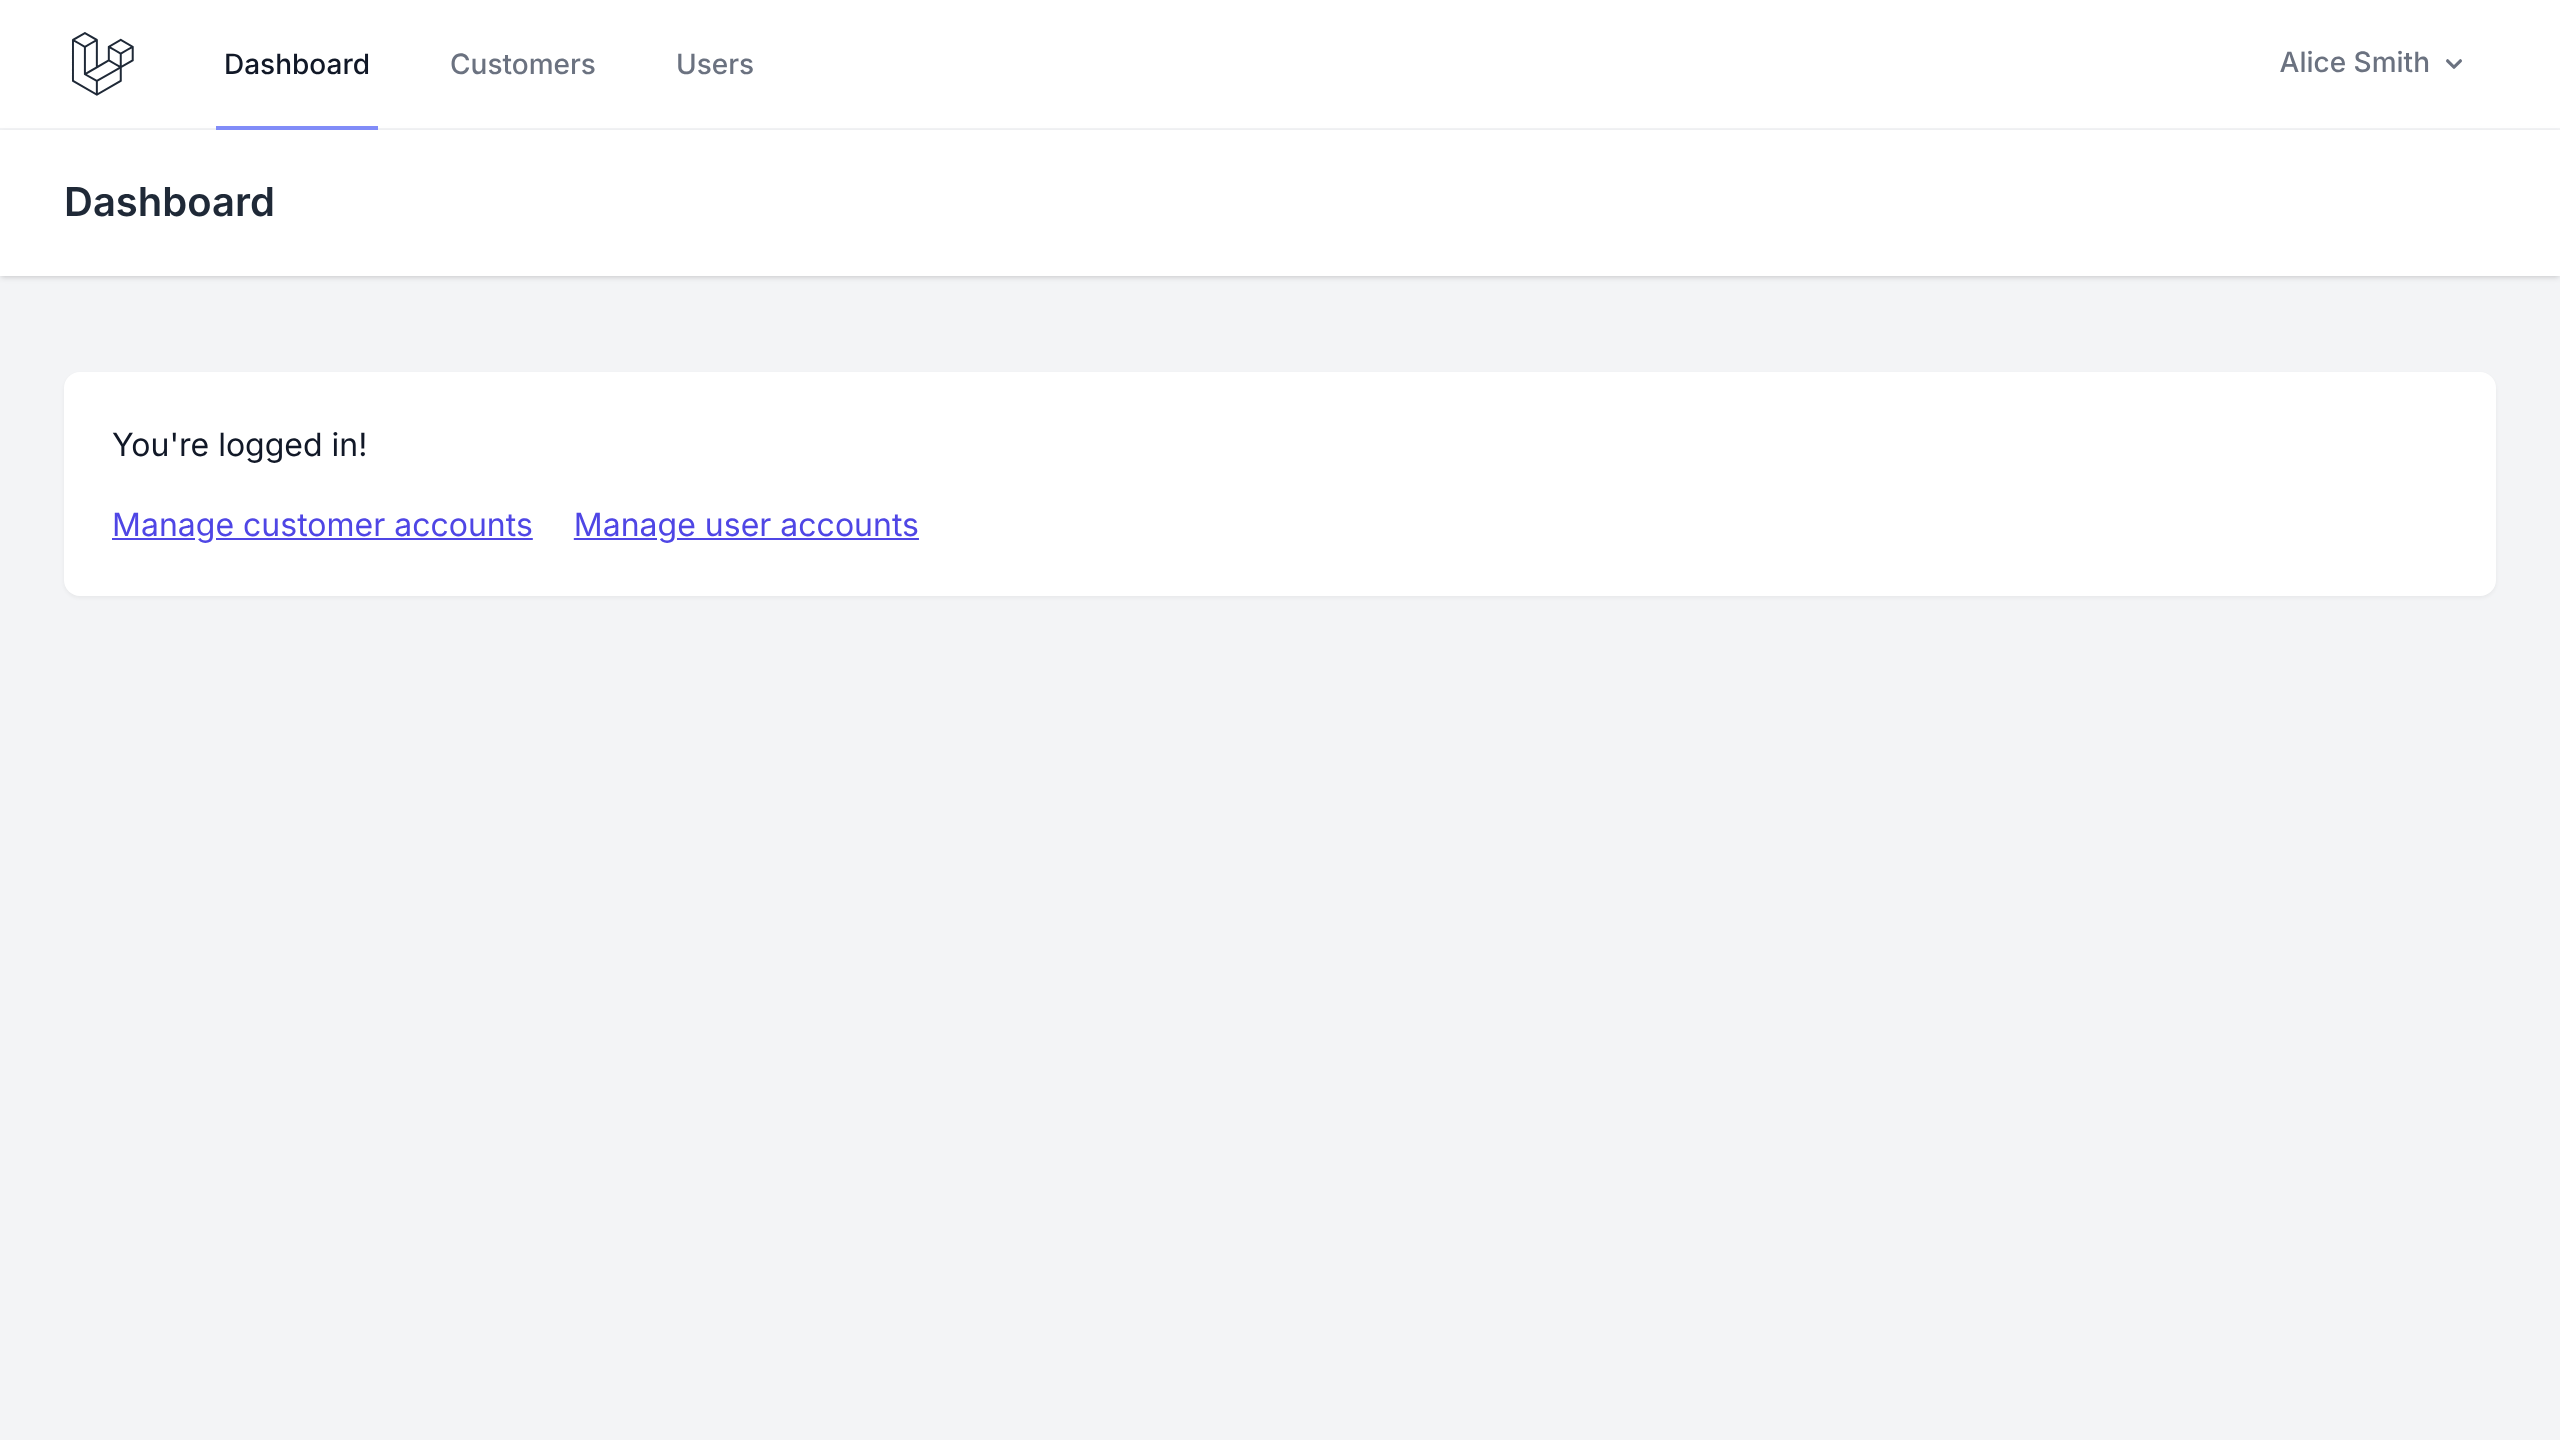 Dashboard Customers Users Alice Smith
Dashboard
You're logged in!
Manage customer accounts Manage user accounts